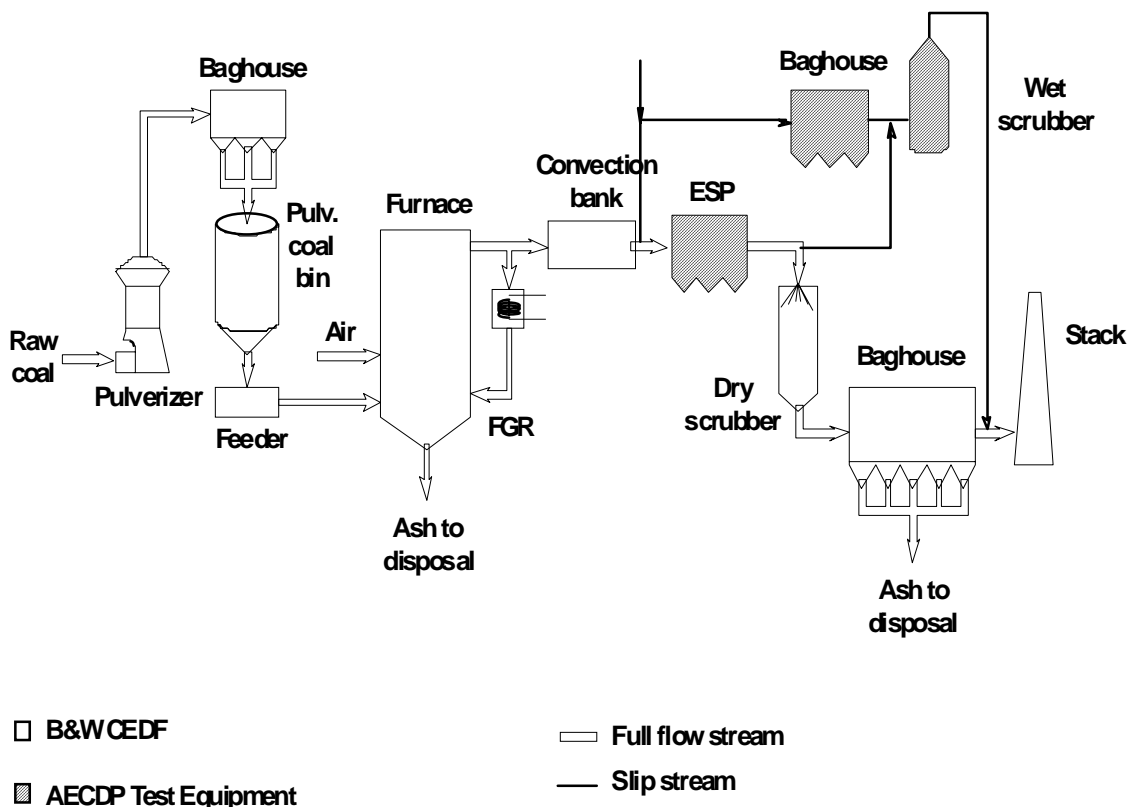 Baghouse
Baghouse
Wet
scrubber
Convection
bank
ESP
Furnace
Pulv.
coal
bin
Air
Raw
coal
Pulverizer
Feeder
FGR
Dry
scrubber
Baghouse
Stack
Ash to
disposal
Ash to
disposal
B&W CEDF
Full flow stream
AECDP Test Equipment
Slip stream